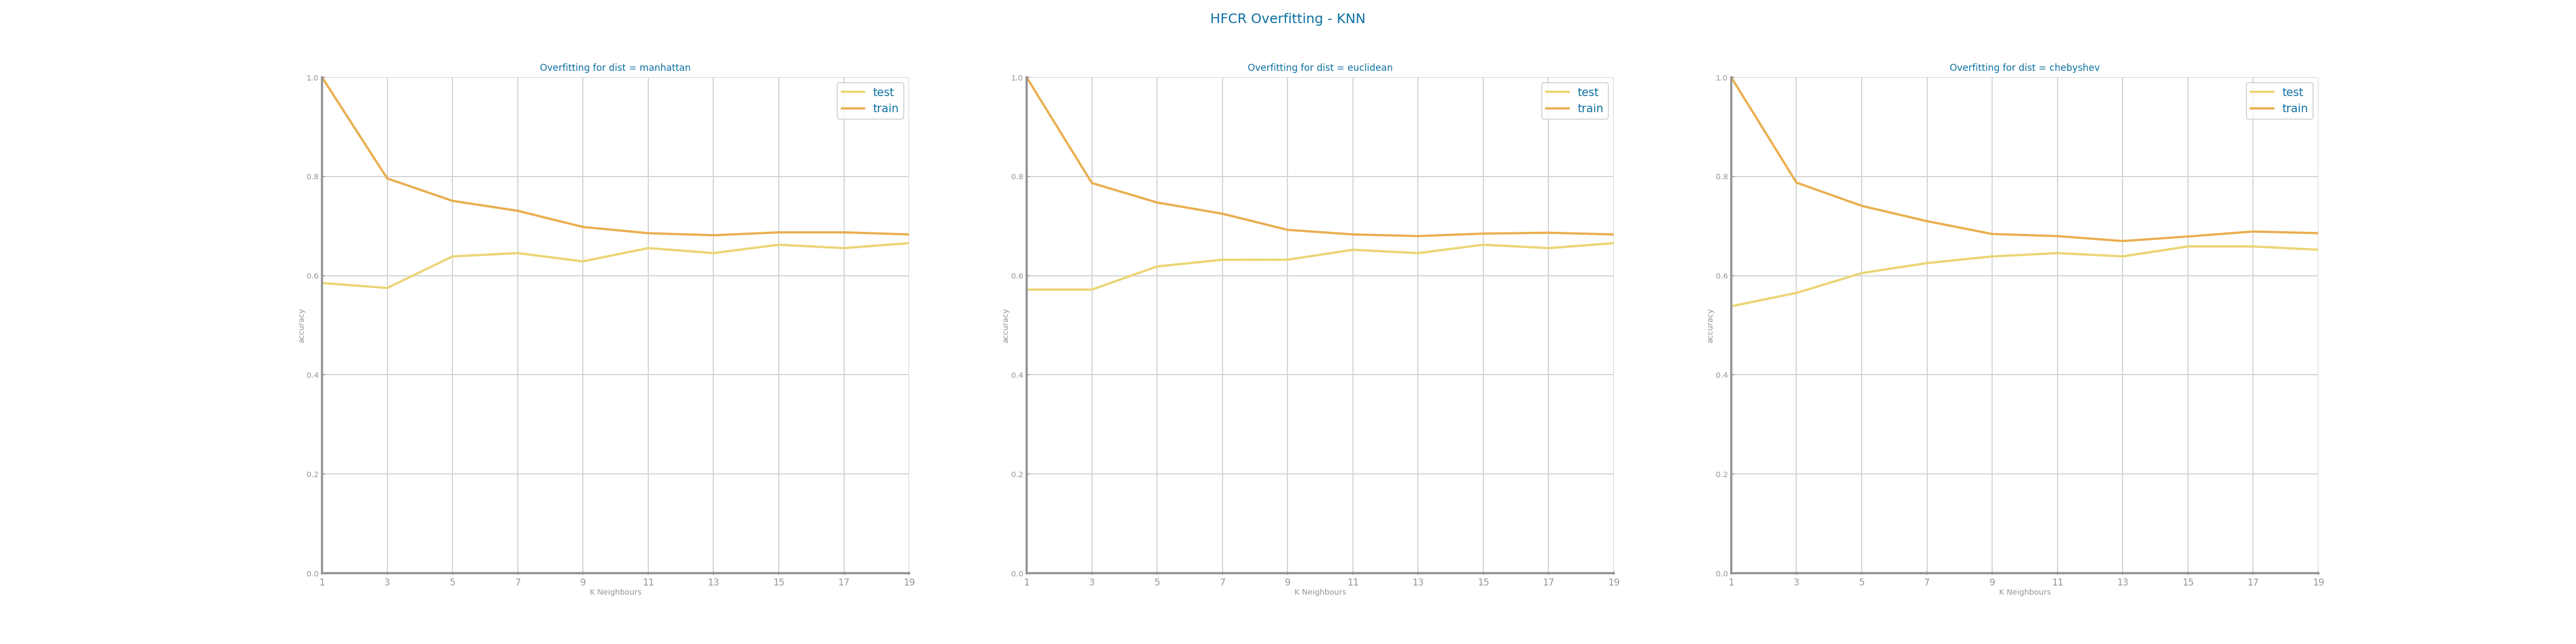 HFCR Overfitting - KNN
Overfitting for dist = manhattan
1.0
0.8
0.6
0.4
0.2
0.0
accuracy
test
train
1 3 5 7 9 11 13 15 17 19
K Neighbours
Overfitting for dist = euclidean
1.0
0.8
0.6
0.4
0.2
0.0
accuracy
test
train
1 3 5 7 9 11 13 15 17 19
K Neighbours
Overfitting for dist = chebyshev
1.0
0.8
0.6
0.4
0.2
0.0
accuracy
test
train
1 3 5 7 9 11 13 15 17 19
K Neighbours